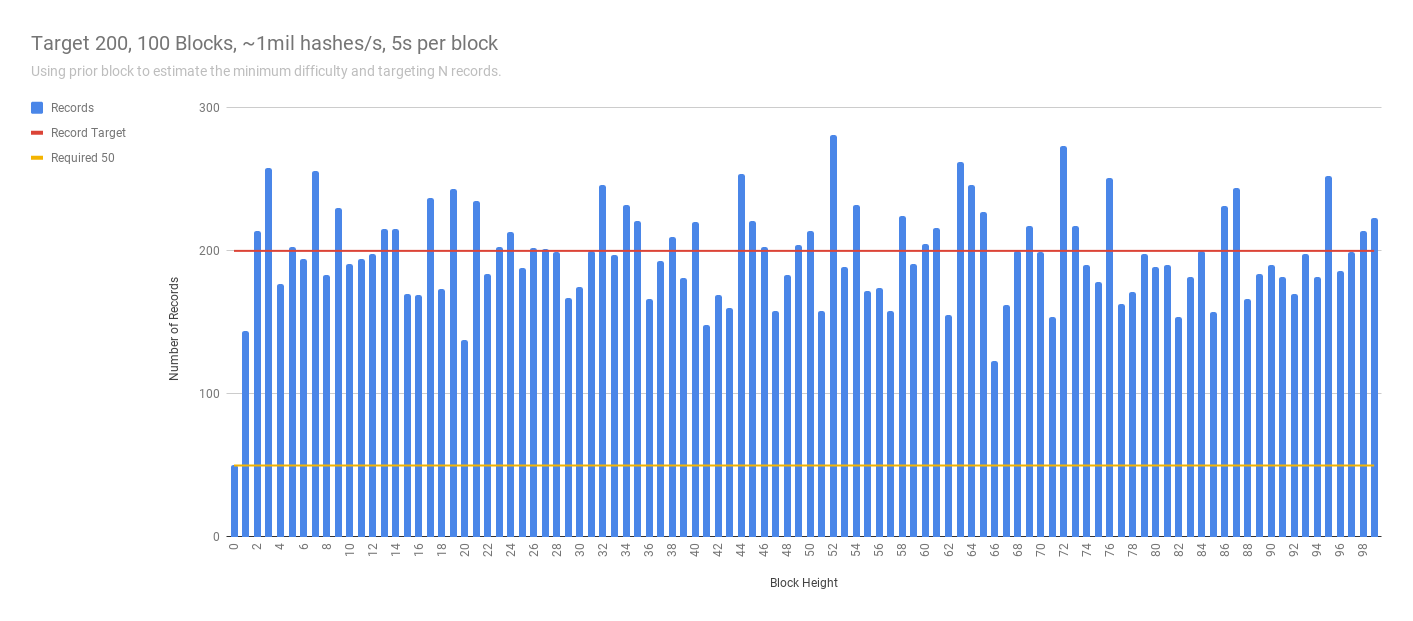 Target 200, 100 Blocks, ~1mil hashes/s, 5s per block
Using prior block to estimate the minimum difficulty and targeting N records.
Records
Record Target
Required 50
300
200
100
0
Number of Records
0 2 4 6 8 10 12 14 16 18 20 22 24 26 28 30 32 34 36 38 40 42 44 46 48 50 52 54 56 58 60 62 64 66 68 70 72 74 76 78 80 82 84 86 88 90 92 94 96 98
Block Height